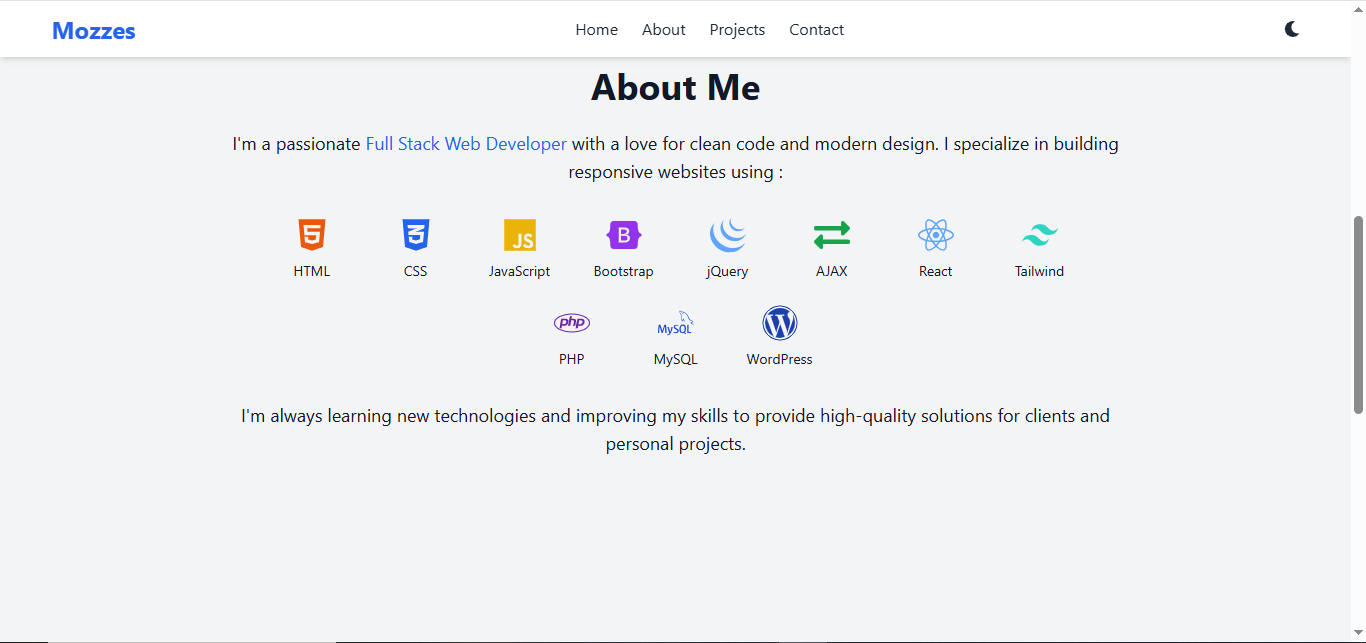 Mozzes Home About Projects Contact
About Me
I'm a passionate Full Stack Web Developer with a love for clean code and modern design. I specialize in building
responsive websites using :
5 3 JS B
HTML CSS JavaScript Bootstrap jQuery AJAX React Tailwind
php MySQL W
PHP MySQL WordPress
I'm always learning new technologies and improving my skills to provide high-quality solutions for clients and
personal projects.